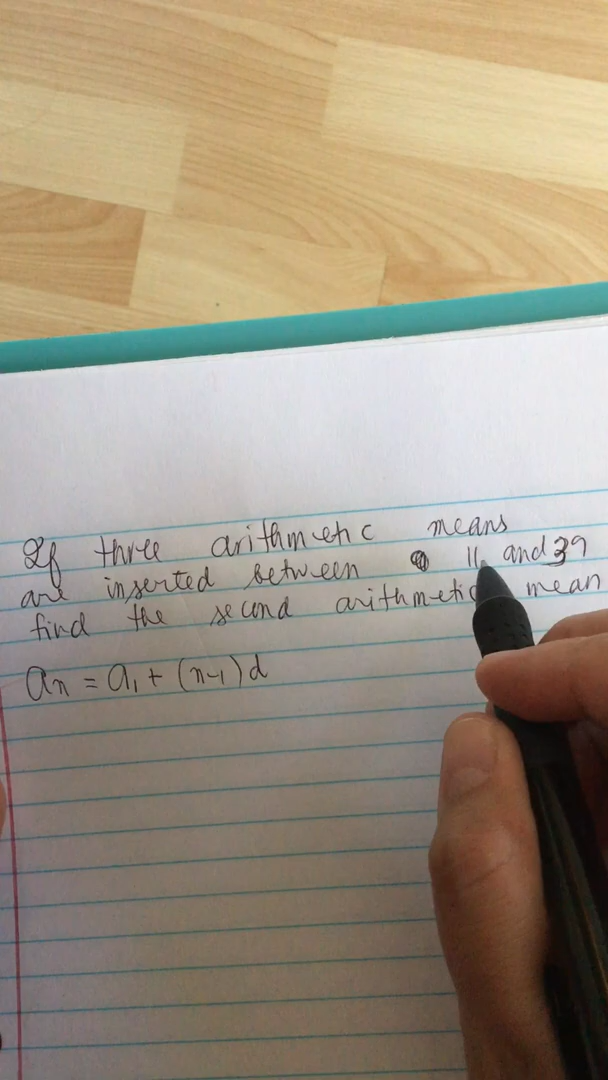 If three arithmetic means
are inserted between 11 and 39
find the second arithmetic mean
an = a1 + (n-1)d